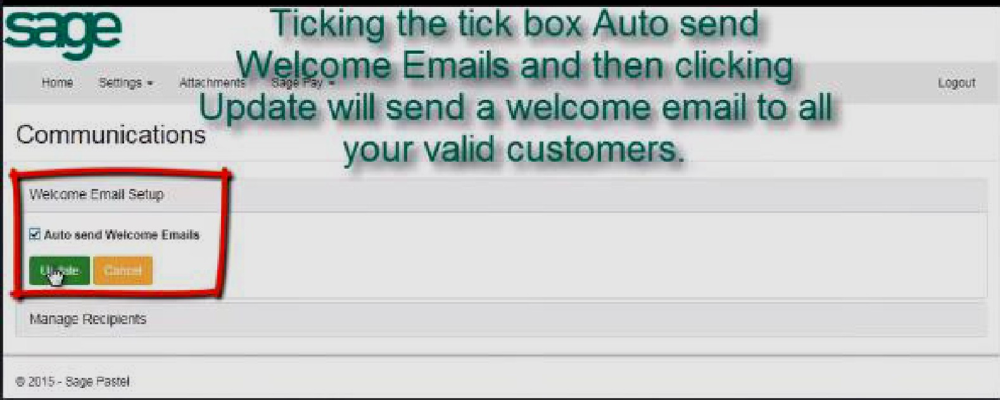 sage
Ticking the tick box Auto send
Welcome Emails and then clicking
Update will send a welcome email to all
your valid customers.
Home Settings Attachments Sage Pay Logout
Communications
Welcome Email Setup
Auto send Welcome Emails
Update Cancel
Manage Recipients
© 2015 - Sage Pastel